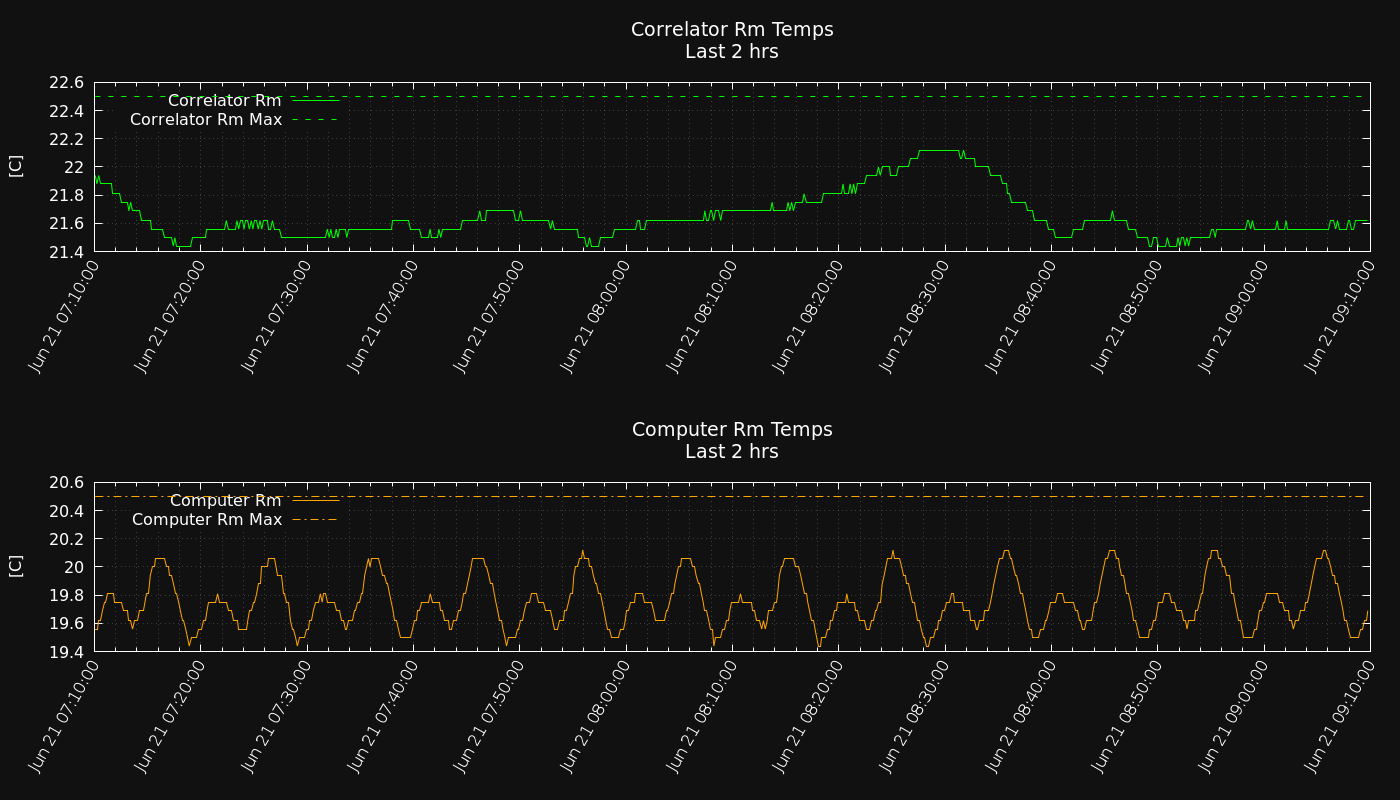 Correlator Rm Temps
Last 2 hrs
22.6
22.4
22.2
22
21.8
21.6
21.4
[C]
Correlator Rm
Correlator Rm Max
Jun 21 07:10:00
Jun 21 07:20:00
Jun 21 07:30:00
Jun 21 07:40:00
Jun 21 07:50:00
Jun 21 08:00:00
Jun 21 08:10:00
Jun 21 08:20:00
Jun 21 08:30:00
Jun 21 08:40:00
Jun 21 08:50:00
Jun 21 09:00:00
Jun 21 09:10:00
Computer Rm Temps
Last 2 hrs
20.6
20.4
20.2
20
19.8
19.6
19.4
[C]
Computer Rm
Computer Rm Max
Jun 21 07:10:00
Jun 21 07:20:00
Jun 21 07:30:00
Jun 21 07:40:00
Jun 21 07:50:00
Jun 21 08:00:00
Jun 21 08:10:00
Jun 21 08:20:00
Jun 21 08:30:00
Jun 21 08:40:00
Jun 21 08:50:00
Jun 21 09:00:00
Jun 21 09:10:00